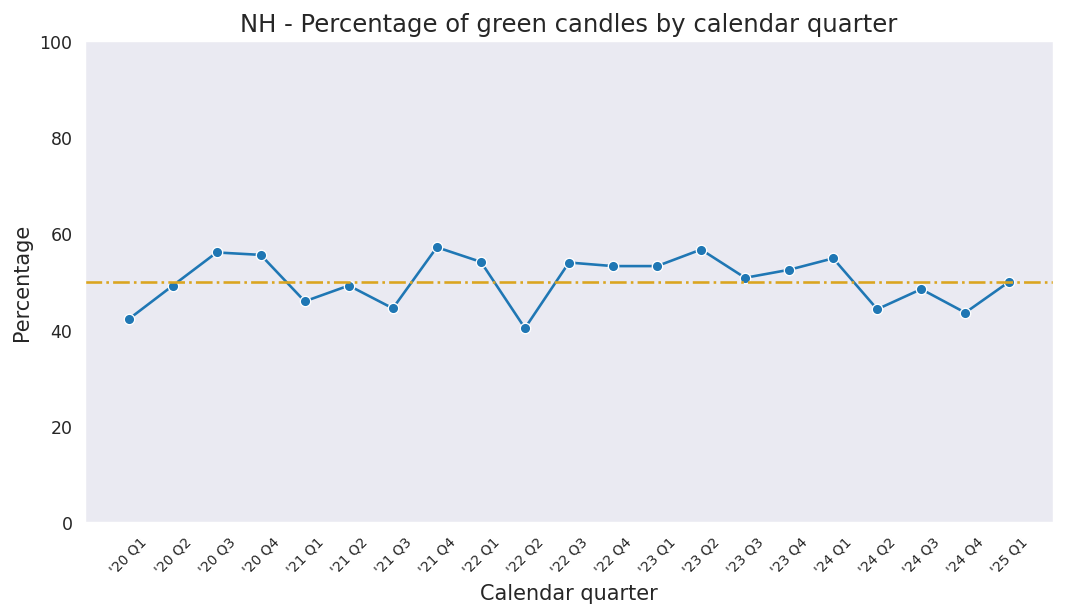 NH - Percentage of green candles by calendar quarter
100
80
60
40
20
0
Percentage
'20 Q1
'20 Q2
'20 Q3
'20 Q4
'21 Q1
'21 Q2
'21 Q3
'21 Q4
'22 Q1
'22 Q2
'22 Q3
'22 Q4
'23 Q1
'23 Q2
'23 Q3
'23 Q4
'24 Q1
'24 Q2
'24 Q3
'24 Q4
'25 Q1
Calendar quarter